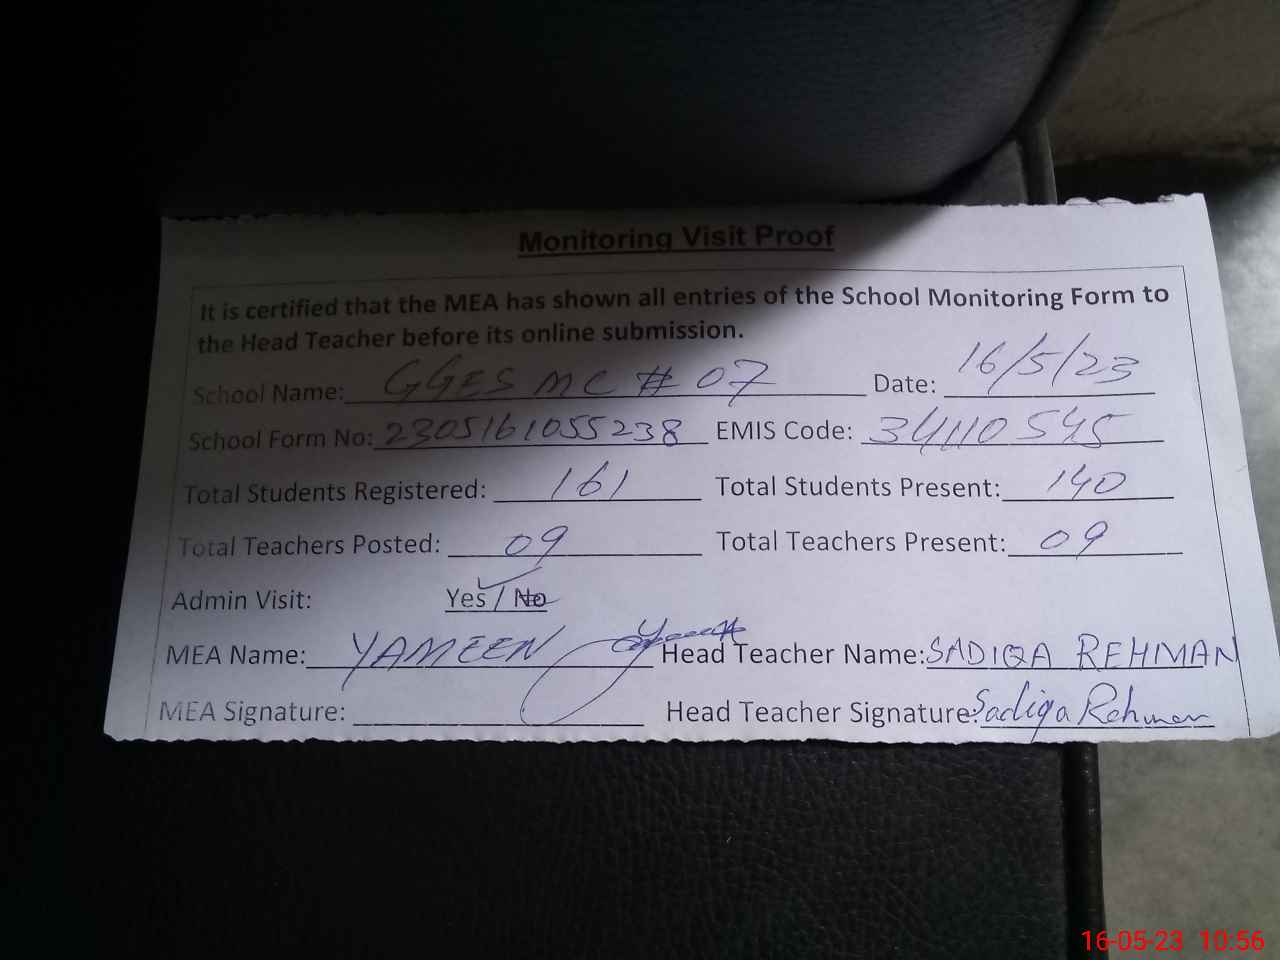 Monitoring Visit Proof
It is certified that the MEA has shown all entries of the School Monitoring Form to
the Head Teacher before its online submission.
School Name: GGES MC # 07 Date: 16/5/23
School Form No: 2305161055238 EMIS Code: 34110545
Total Students Registered: 161 Total Students Present: 140
Total Teachers Posted: 09 Total Teachers Present: 09
Admin Visit: Yes / No
MEA Name: YAMEEN Head Teacher Name: SADIQA REHMAN
MEA Signature: Head Teacher Signature: Sadiqa Rehman
16-05-23 10:56